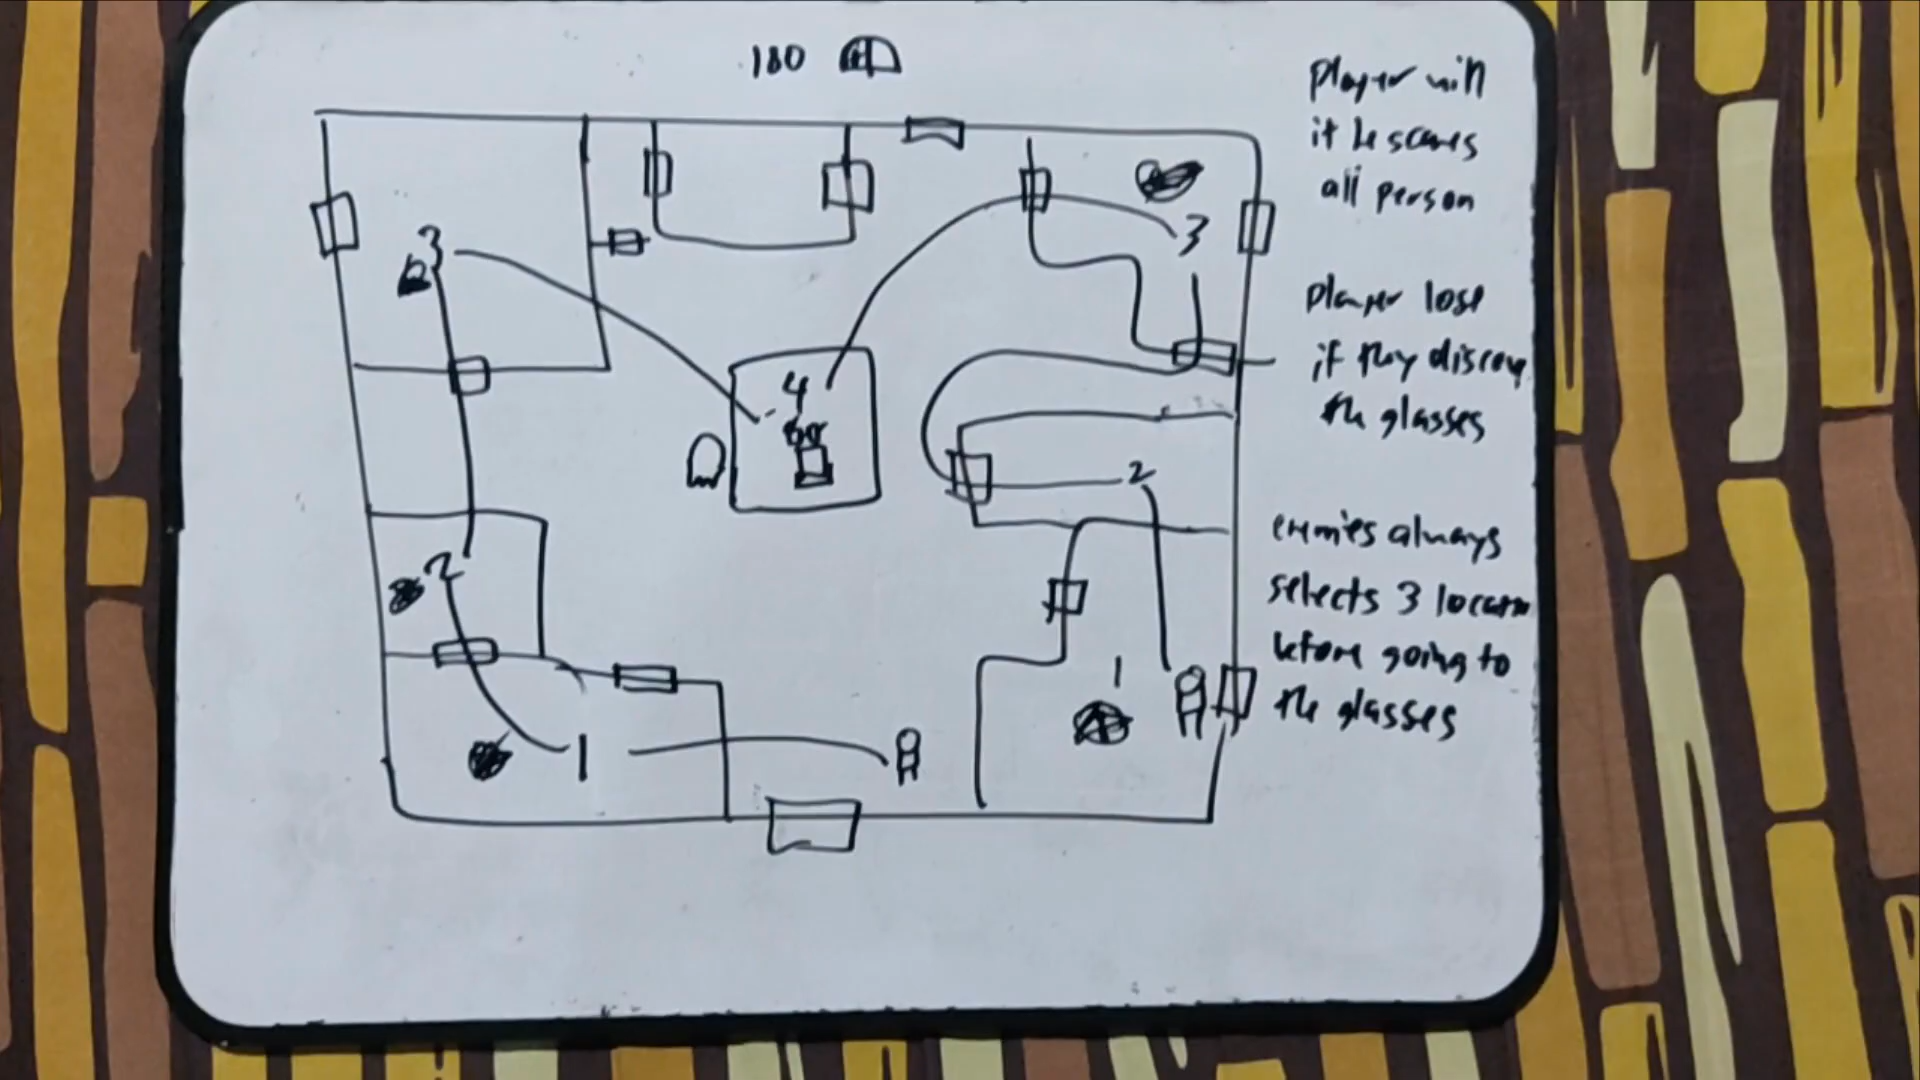 180
player will
it he scares
all person
player lose
if they discover
the glasses
enemies always
selects 3 location
before going to
the glasses
3
3
4
2
2
1
1